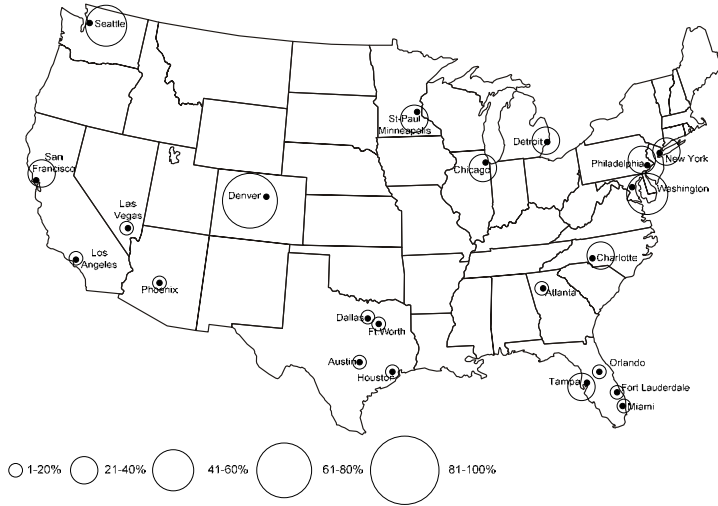 Seattle
St-Paul
Minneapolis
Detroit
Chicago
New York
Philadelphia
Washington
San
Francisco
Denver
Las
Vegas
Los
Angeles
Phoenix
Charlotte
Atlanta
Dallas
Ft Worth
Austin
Houston
Orlando
Tampa
Fort Lauderdale
Miami
1-20% 21-40% 41-60% 61-80% 81-100%